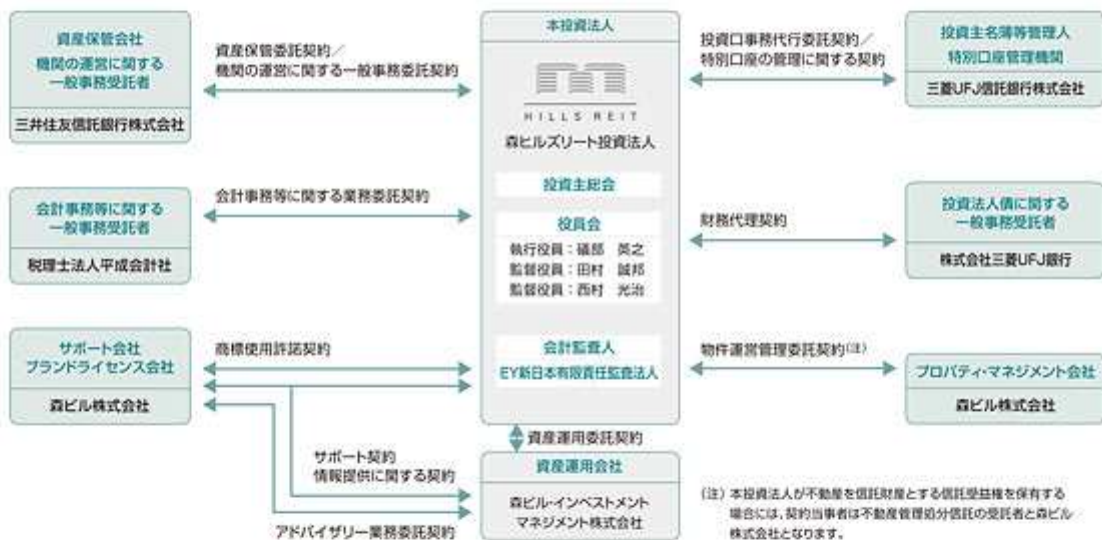 資産保管会社
機関の運営に関する
一般事務受託者
三井住友信託銀行株式会社
資産保管委託契約/
機関の運営に関する一般事務委託契約
会計事務等に関する
一般事務受託者
税理士法人平成会計社
会計事務等に関する業務委託契約
サポート会社
ブランドライセンス会社
森ビル株式会社
商標使用許諾契約
サポート契約
情報提供に関する契約
アドバイザリー業務委託契約
本投資法人
HILLS REIT
森ヒルズリート投資法人
投資主総会
役員会
執行役員:磯部 英之
監督役員:田村 誠邦
監督役員:西村 光治
会計監査人
EY新日本有限責任監査法人
資産運用委託契約
資産運用会社
森ビル・インベストメント
マネジメント株式会社
投資口事務代行委託契約/
特別口座の管理に関する契約
投資主名簿等管理人
特別口座管理機関
三菱UFJ信託銀行株式会社
財務代理契約
投資法人債に関する
一般事務受託者
株式会社三菱UFJ銀行
物件運営管理委託契約(注)
プロパティ・マネジメント会社
森ビル株式会社
(注) 本投資法人が不動産を信託財産とする信託受益権を保有する
場合には、契約当事者は不動産管理処分信託の受託者と森ビル
株式会社となります。